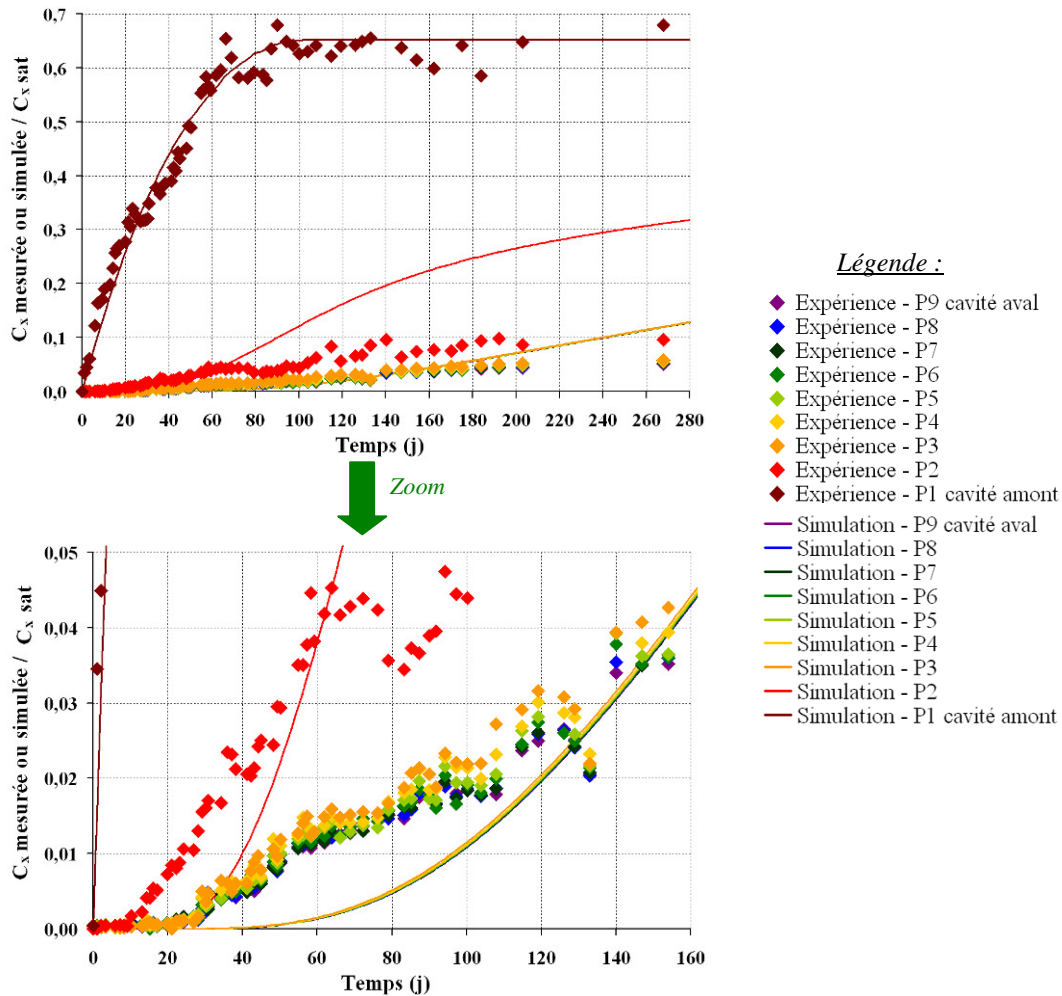 0,7
0,6
0,5
0,4
0,3
0,2
0,1
0,0
Cx mesurée ou simulée / Cx sat
0 20 40 60 80 100 120 140 160 180 200 220 240 260 280
Temps (j)
Zoom
0,05
0,04
0,03
0,02
0,01
0,00
Cx mesurée ou simulée / Cx sat
0 20 40 60 80 100 120 140 160
Temps (j)
Légende :
Expérience - P9 cavité aval
Expérience - P8
Expérience - P7
Expérience - P6
Expérience - P5
Expérience - P4
Expérience - P3
Expérience - P2
Expérience - P1 cavité amont
Simulation - P9 cavité aval
Simulation - P8
Simulation - P7
Simulation - P6
Simulation - P5
Simulation - P4
Simulation - P3
Simulation - P2
Simulation - P1 cavité amont